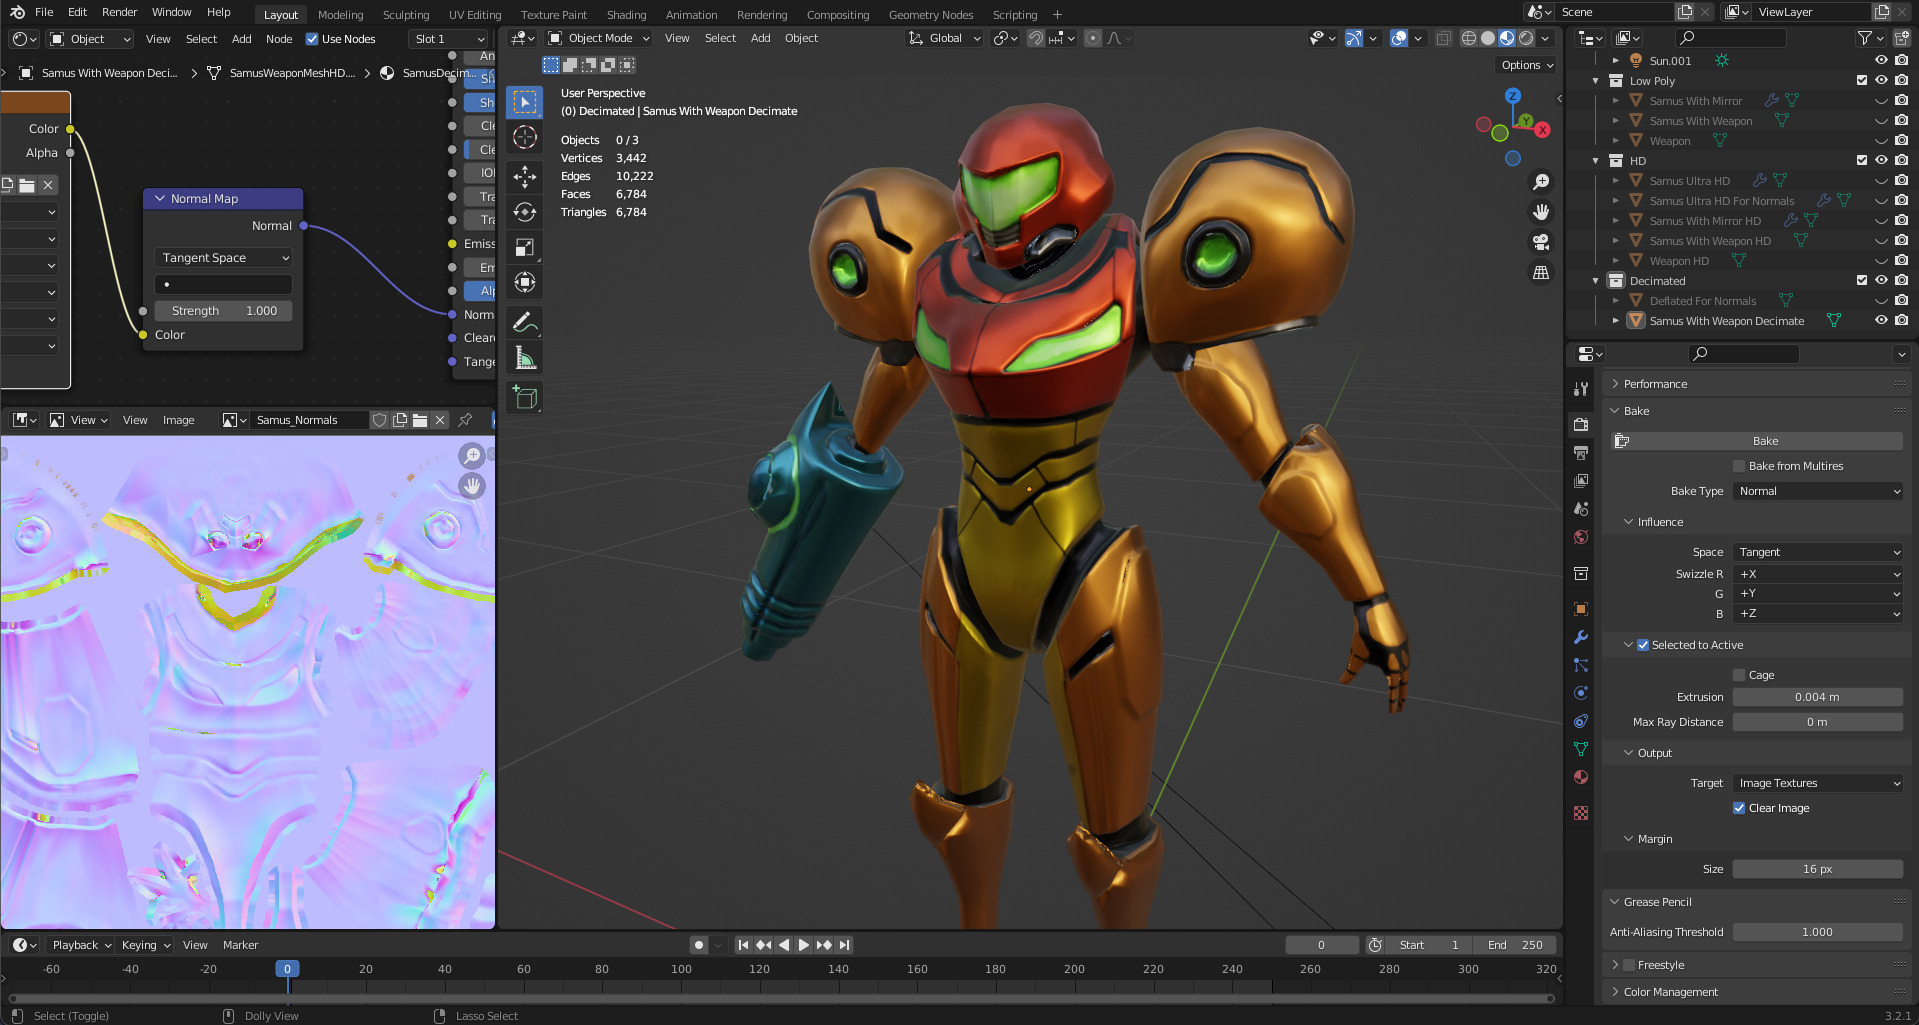 File Edit Render Window Help Layout Modeling Sculpting UV Editing Texture Paint Shading Animation Rendering Compositing Geometry Nodes Scripting + Scene ViewLayer
Object View Select Add Node Use Nodes Slot 1
Object Mode View Select Add Object Global
Samus With Weapon Deci... SamusWeaponMeshHD.... SamusDecim...
Options
Color
Alpha
Normal Map
Normal
Tangent Space
Strength 1.000
Color
An
Sh
Sh
Cle
Cle
IO
Tra
Tra
Emiss
Em
Alp
Norm
Clear
Tange
User Perspective
(0) Decimated | Samus With Weapon Decimate
Objects 0 / 3
Vertices 3,442
Edges 10,222
Faces 6,784
Triangles 6,784
Z
Y
X
Sun.001
Low Poly
Samus With Mirror
Samus With Weapon
Weapon
HD
Samus Ultra HD
Samus Ultra HD For Normals
Samus With Mirror HD
Samus With Weapon HD
Weapon HD
Decimated
Deflated For Normals
Samus With Weapon Decimate
View View Image Samus_Normals
Performance
Bake
Bake
Bake from Multires
Bake Type Normal
Influence
Space Tangent
Swizzle R +X
G +Y
B +Z
Selected to Active
Cage
Extrusion 0.004 m
Max Ray Distance 0 m
Output
Target Image Textures
Clear Image
Margin
Size 16 px
Grease Pencil
Anti-Aliasing Threshold 1.000
Freestyle
Color Management
Playback Keying View Marker 0 Start 1 End 250
-60 -40 -20 0 20 40 60 80 100 120 140 160 180 200 220 240 260 280 300 320
Select (Toggle) Dolly View Lasso Select 3.2.1